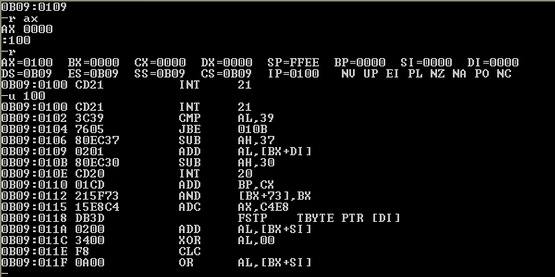 0B09:0109
-r ax
AX 0000
:100
-r
AX=0100 BX=0000 CX=0000 DX=0000 SP=FFEE BP=0000 SI=0000 DI=0000
DS=0B09 ES=0B09 SS=0B09 CS=0B09 IP=0100 NV UP EI PL NZ NA PO NC
0B09:0100 CD21 INT 21
-u 100
0B09:0100 CD21 INT 21
0B09:0102 3C39 CMP AL,39
0B09:0104 7605 JBE 010B
0B09:0106 80EC37 SUB AH,37
0B09:0109 0201 ADD AL,[BX+DI]
0B09:010B 80EC30 SUB AH,30
0B09:010E CD20 INT 20
0B09:0110 01CD ADD BP,CX
0B09:0112 215F73 AND [BX+73],BX
0B09:0115 15E8C4 ADC AX,C4E8
0B09:0118 DB3D FSTP TBYTE PTR [DI]
0B09:011A 0200 ADD AL,[BX+SI]
0B09:011C 3400 XOR AL,00
0B09:011E F8 CLC
0B09:011F 0A00 OR AL,[BX+SI]
-